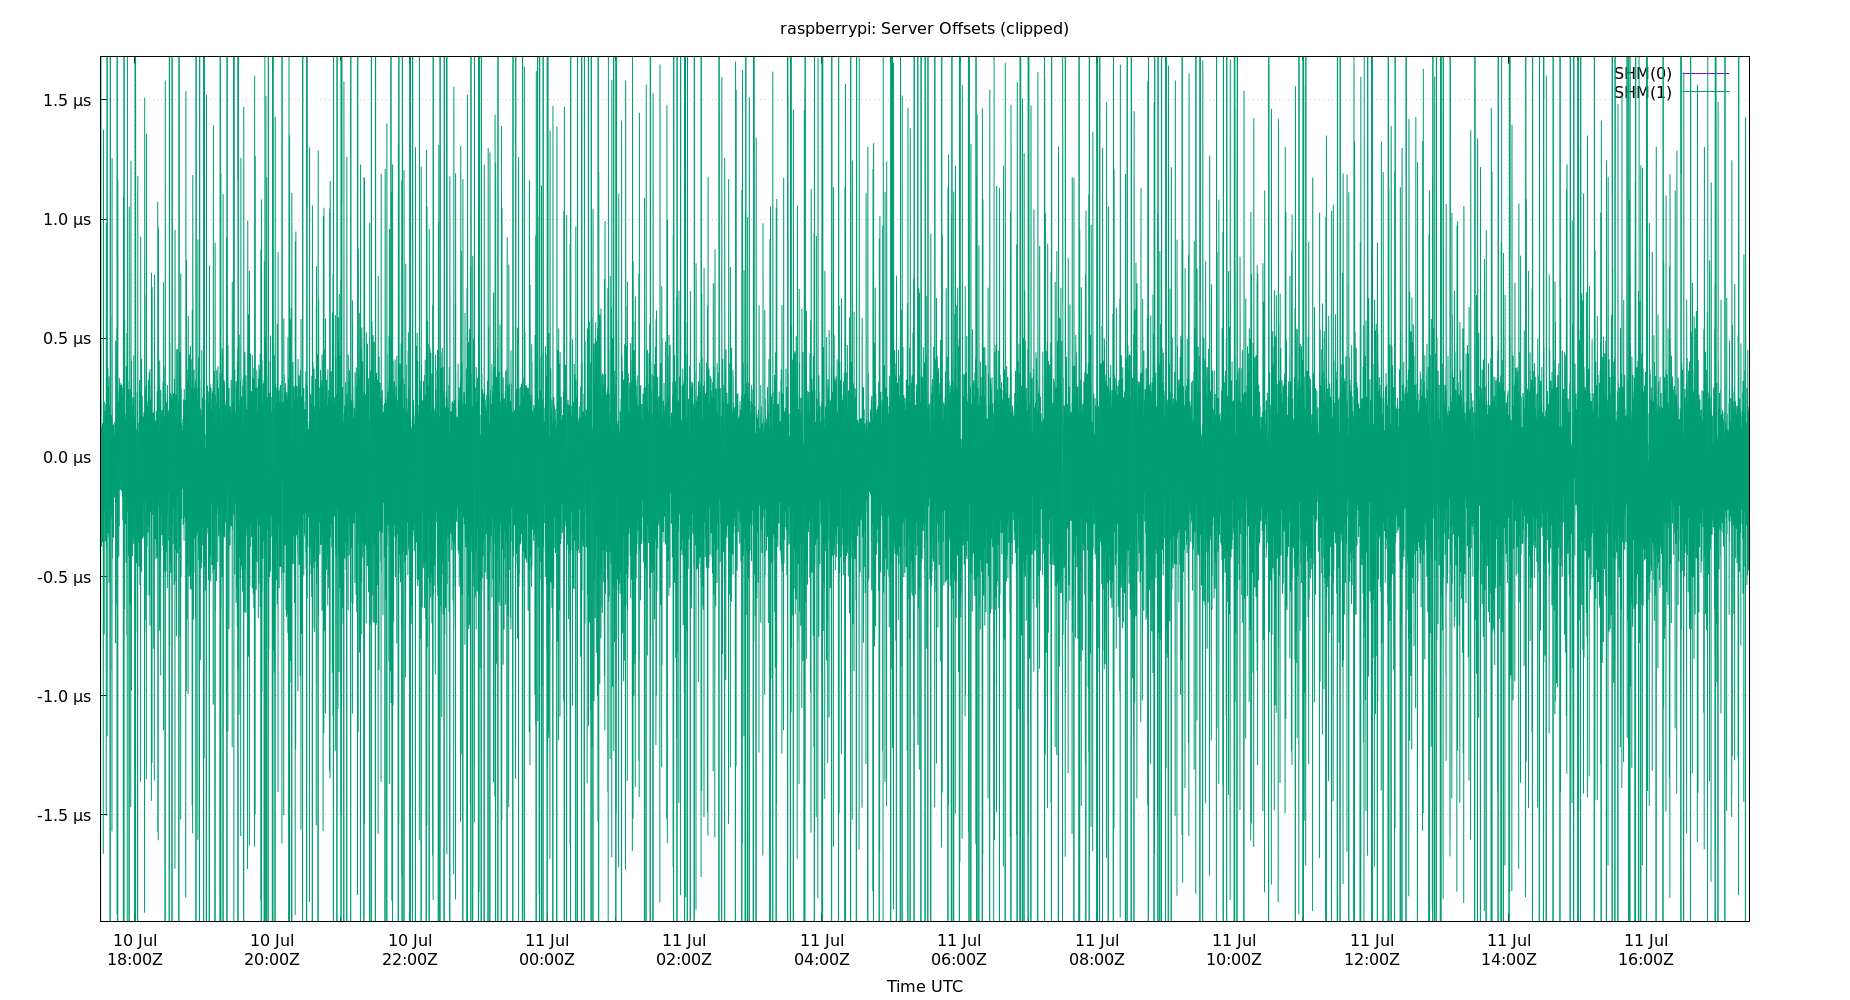 raspberrypi: Server Offsets (clipped)
SHM(0)
SHM(1)
1.5 µs
1.0 µs
0.5 µs
0.0 µs
-0.5 µs
-1.0 µs
-1.5 µs
10 Jul 10 Jul 10 Jul 11 Jul 11 Jul 11 Jul 11 Jul 11 Jul 11 Jul 11 Jul 11 Jul 11 Jul
18:00Z 20:00Z 22:00Z 00:00Z 02:00Z 04:00Z 06:00Z 08:00Z 10:00Z 12:00Z 14:00Z 16:00Z
Time UTC